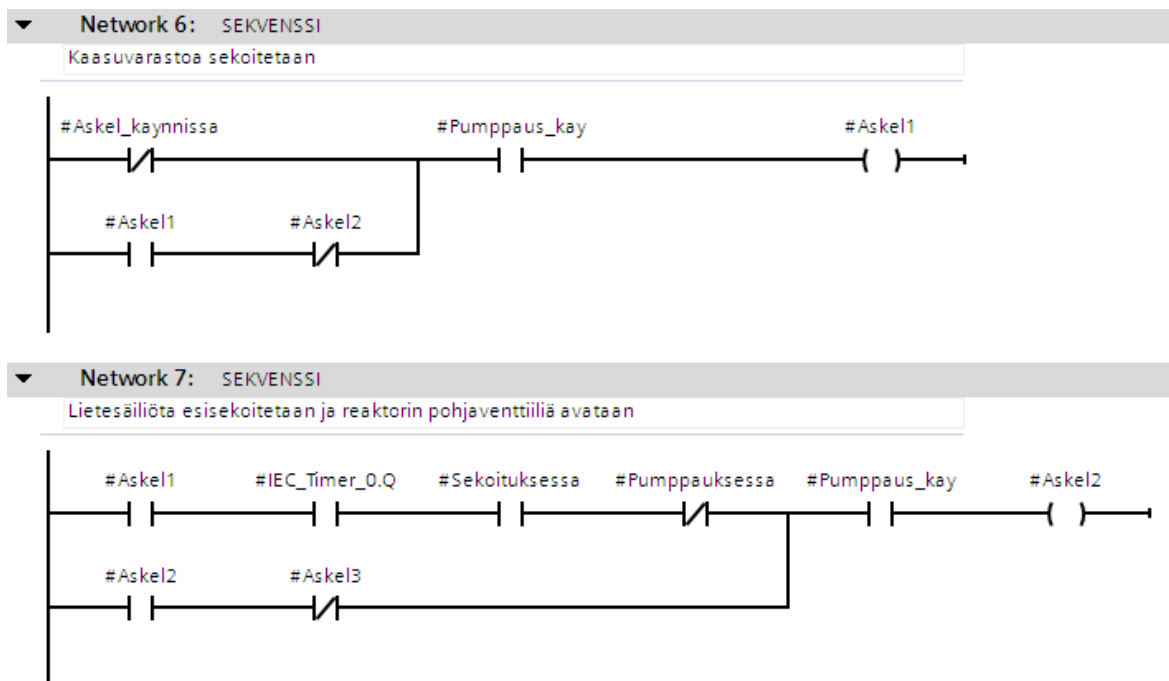 Network 6: SEKVENSSI
Kaasuvarastoa sekoitetaan
#Askel_kaynnissa #Pumppaus_kay #Askel1
#Askel1 #Askel2
Network 7: SEKVENSSI
Lietesäiliöta esisekoitetaan ja reaktorin pohjaventtiiliä avataan
#Askel1 #IEC_Timer_0.Q #Sekoituksessa #Pumppauksessa #Pumppaus_kay #Askel2
#Askel2 #Askel3